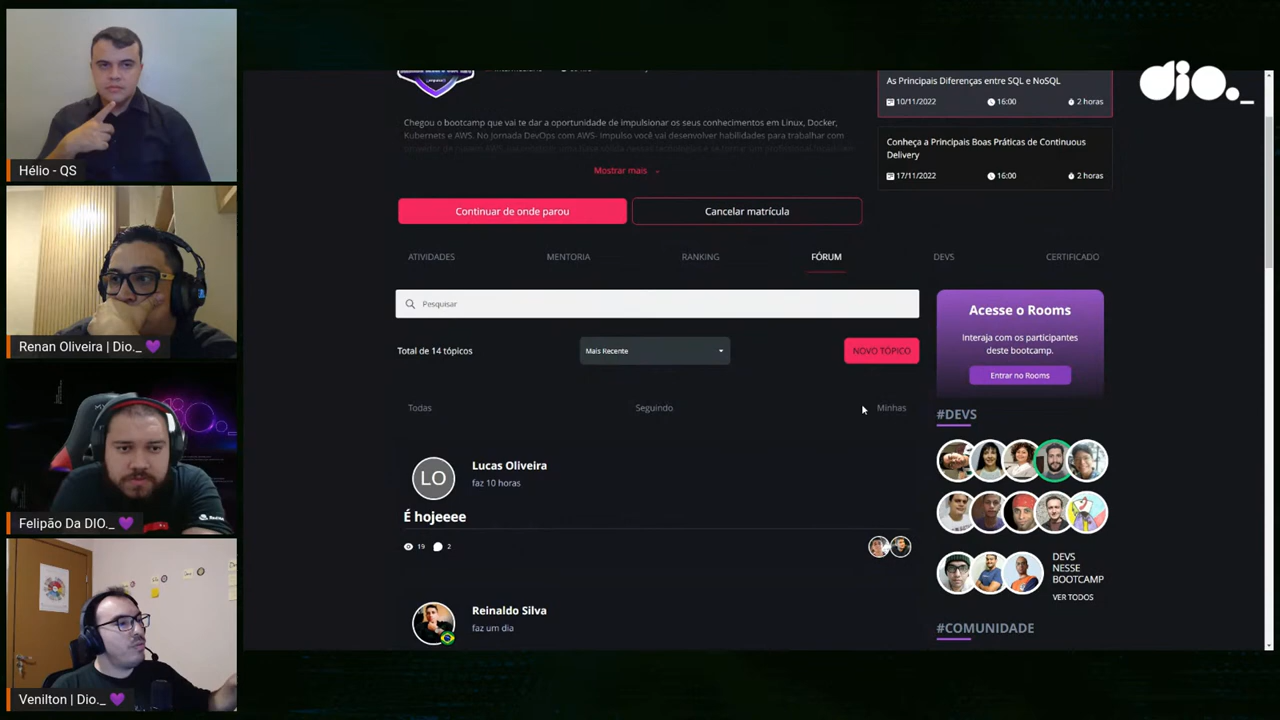 Hélio - QS
Renan Oliveira | Dio._ 💜
Felipão Da DIO._ 💜
Venilton | Dio._ 💜
dio._
Chegou o bootcamp que vai te dar a oportunidade de impulsionar os seus conhecimentos em Linux, Docker,
Kubernets e AWS. No Jornada DevOps com AWS- Impulso você vai desenvolver habilidades para trabalhar com
Mostrar mais
Continuar de onde parou
Cancelar matrícula
As Principais Diferenças entre SQL e NoSQL
10/11/2022 16:00 2 horas
Conheça a Principais Boas Práticas de Continuous
Delivery
17/11/2022 16:00 2 horas
ATIVIDADES MENTORIA RANKING FÓRUM DEVS CERTIFICADO
Pesquisar
Total de 14 tópicos
Mais Recente
NOVO TÓPICO
Todas Seguindo Minhas
LO
Lucas Oliveira
faz 10 horas
É hojeeee
19 2
Reinaldo Silva
faz um dia
Acesse o Rooms
Interaja com os participantes
deste bootcamp.
Entrar no Rooms
#DEVS
DEVS
NESSE
BOOTCAMP
VER TODOS
#COMUNIDADE